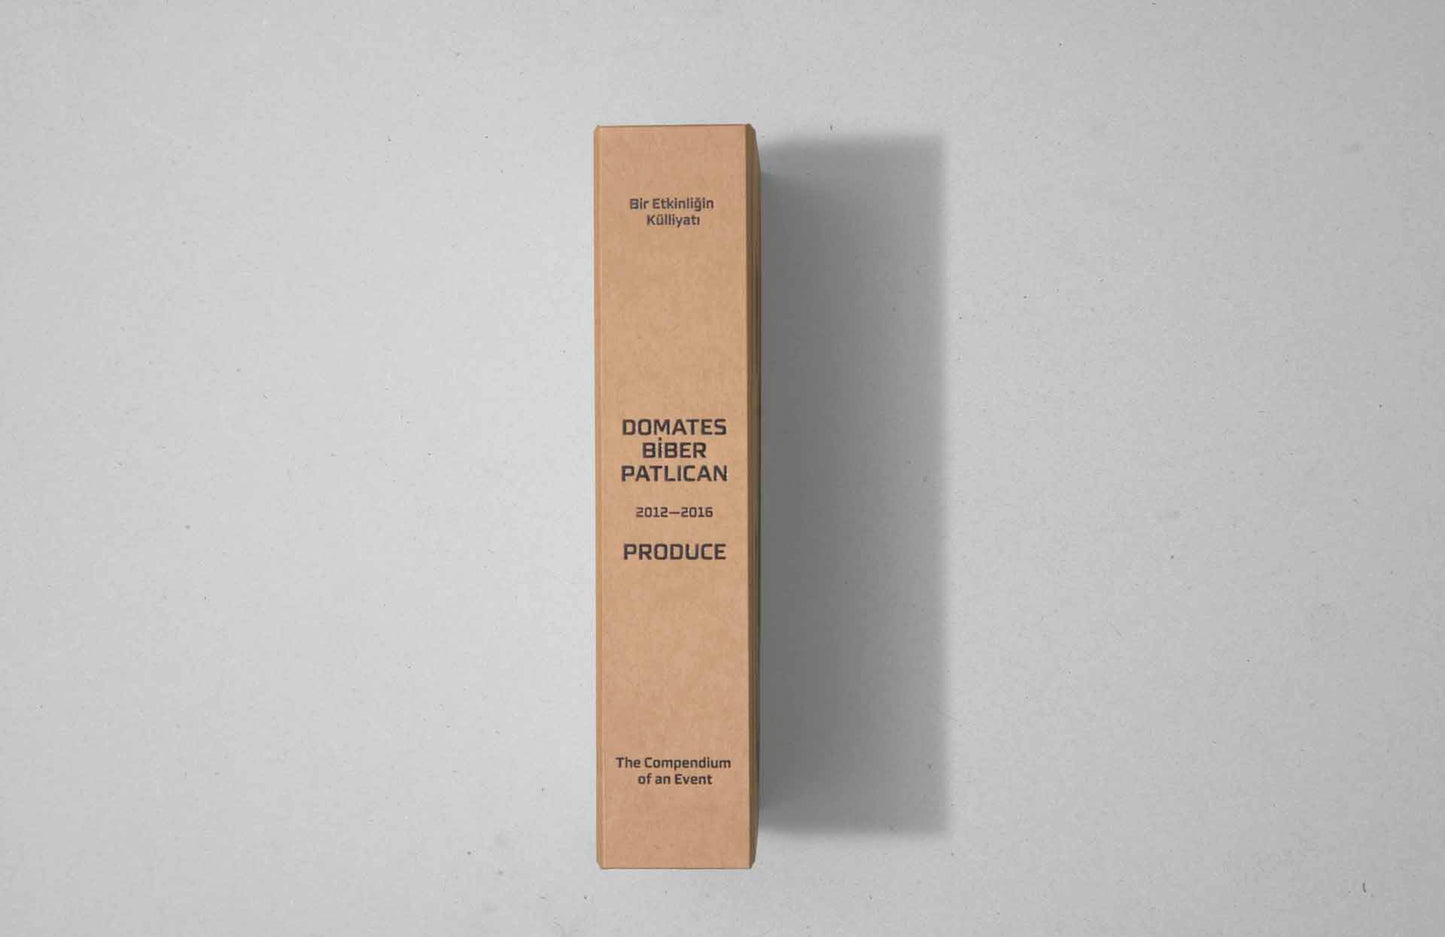 Bir Etkinliğin
Külliyatı
DOMATES
BİBER
PATLICAN
2012—2016
PRODUCE
The Compendium
of an Event